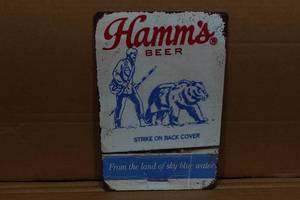 Hamm's®
BEER
STRIKE ON BACK COVER
From the land of sky blue waters